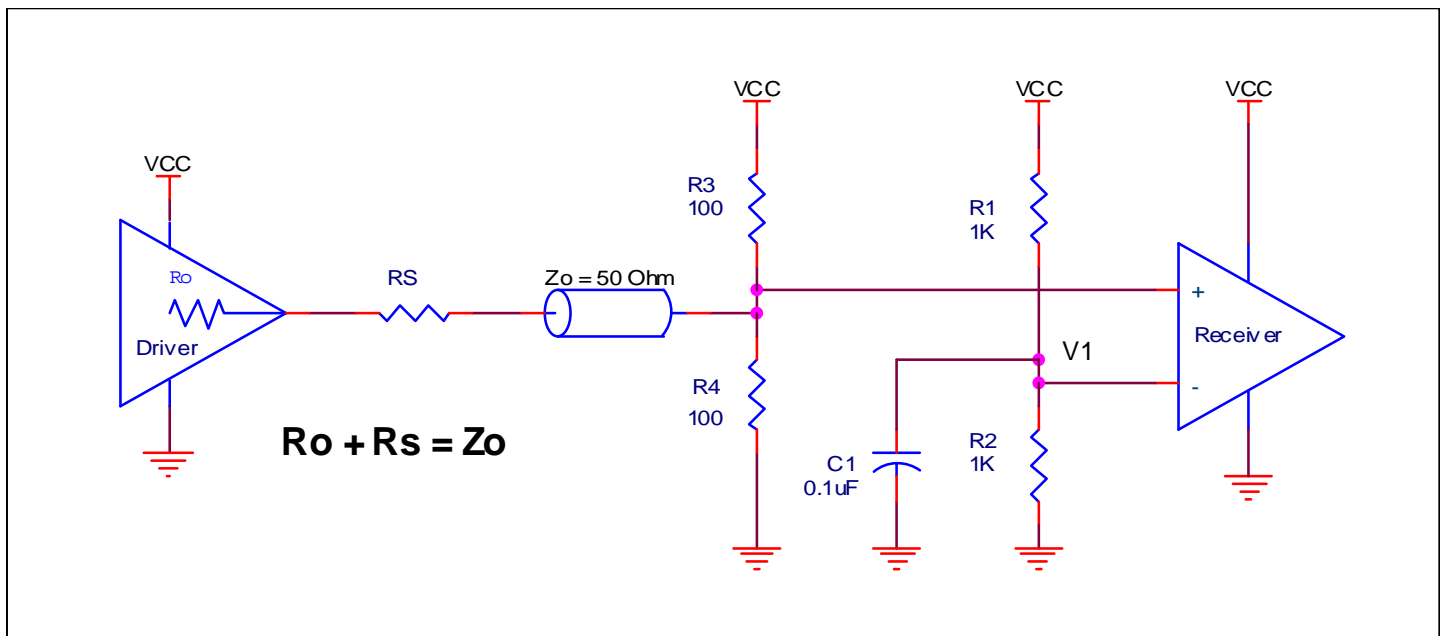 VCC
VCC
VCC
VCC
R3
100
R1
1K
Ro
RS
Zo = 50 Ohm
+
Driver
Receiver
V1
-
R4
100
Ro + Rs = Zo
R2
1K
C1
0.1uF